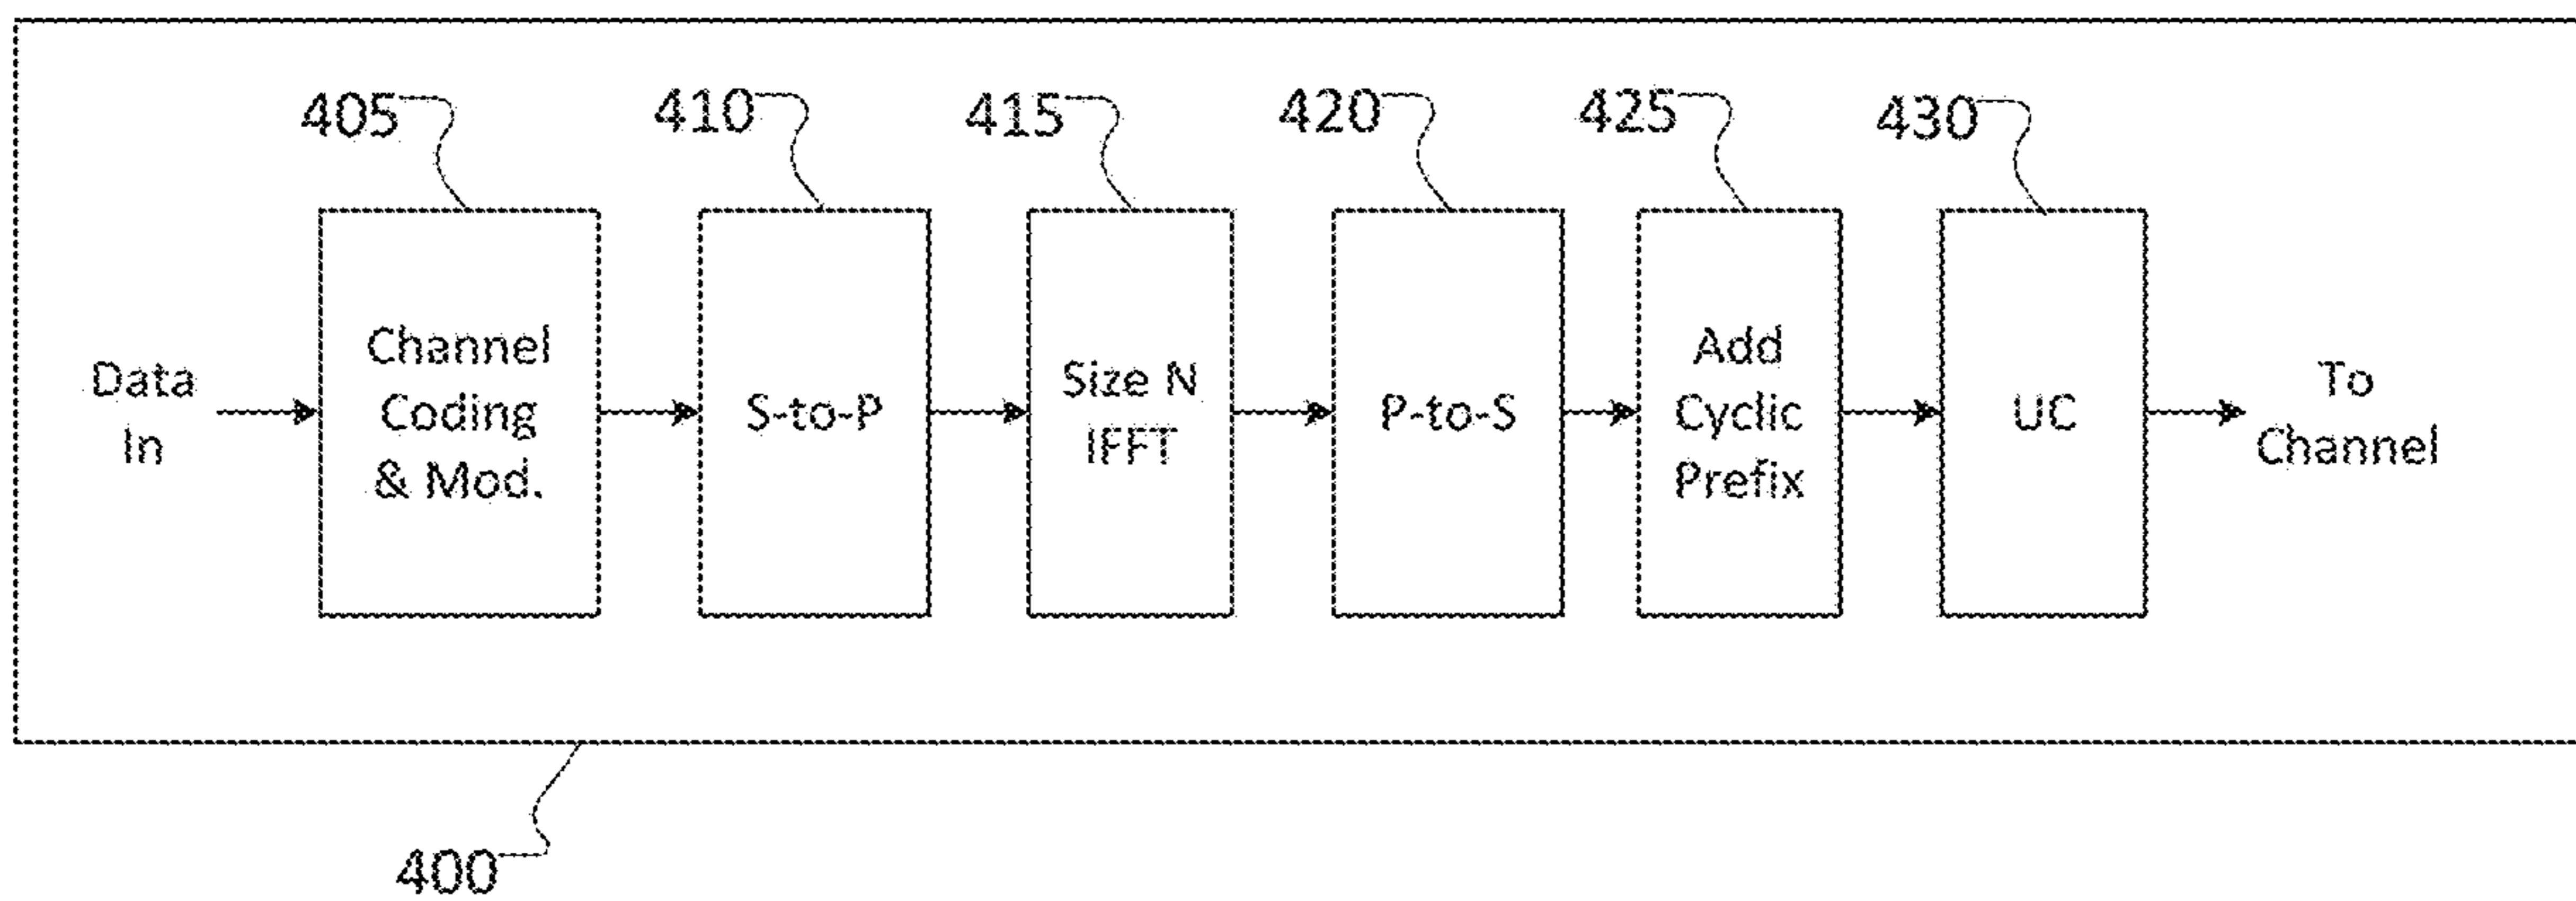 405
410
415
420
425
430
Data
In
Channel
Coding
& Mod.
S-to-P
Size N
IFFT
P-to-S
Add
Cyclic
Prefix
UC
To
Channel
400